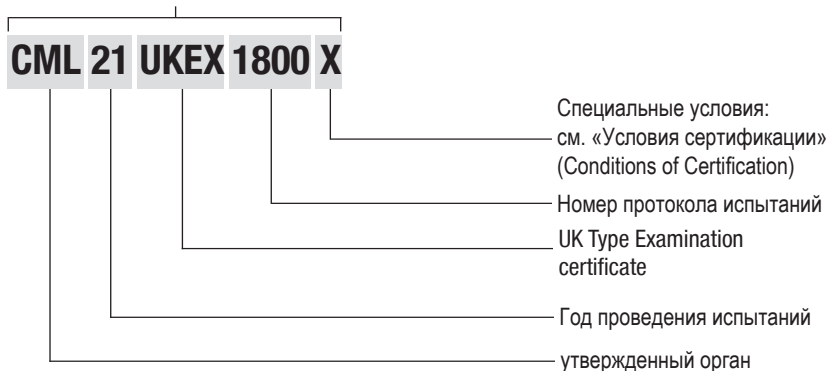 CML 21 UKEX 1800 X
Специальные условия:
см. «Условия сертификации»
(Conditions of Certification)
Номер протокола испытаний
UK Type Examination
certificate
Год проведения испытаний
утвержденный орган